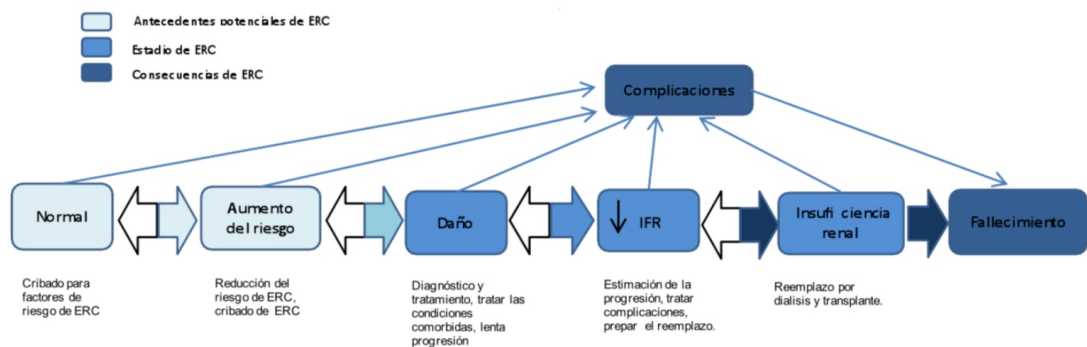 Antecedentes potenciales de ERC
Estadio de ERC
Consecuencias de ERC
Complicaciones
Normal
Aumento
del riesgo
Daño
IFR
Insufi ciencia
renal
Fallecimiento
Cribado para
factores de
riesgo de ERC
Reducción del
riesgo de ERC,
cribado de ERC
Diagnóstico y
tratamiento, tratar las
condiciones
comorbidas, lenta
progresión
Estimación de la
progresión, tratar
complicaciones,
preparar el reemplazo.
Reemplazo por
dialisis y transplante.